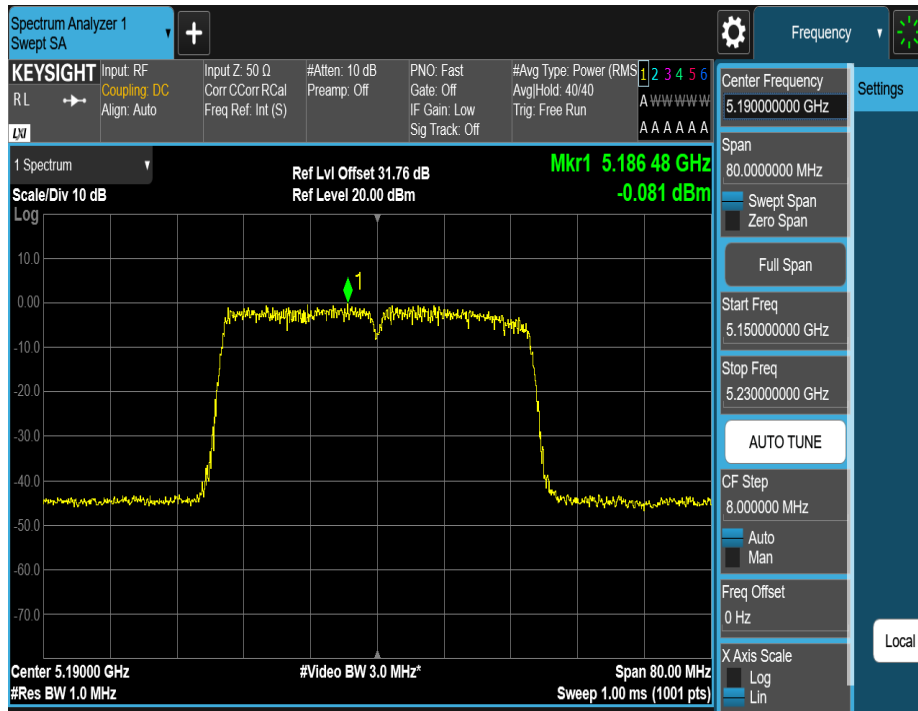 Spectrum Analyzer 1
Swept SA
+
Frequency
KEYSIGHT
RL
LXI
Input: RF
Coupling: DC
Align: Auto
Input Z: 50 Ω
Corr CCorr RCal
Freq Ref: Int (S)
#Atten: 10 dB
Preamp: Off
PNO: Fast
Gate: Off
IF Gain: Low
Sig Track: Off
#Avg Type: Power (RMS
Avg|Hold: 40/40
Trig: Free Run
1 2 3 4 5 6
A W W W W W
A A A A A A
1 Spectrum
Scale/Div 10 dB
Log
Ref Lvl Offset 31.76 dB
Ref Level 20.00 dBm
Mkr1 5.186 48 GHz
-0.081 dBm
10.0
0.00
-10.0
-20.0
-30.0
-40.0
-50.0
-60.0
-70.0
1
Center 5.19000 GHz
#Res BW 1.0 MHz
#Video BW 3.0 MHz*
Span 80.00 MHz
Sweep 1.00 ms (1001 pts)
Center Frequency
5.190000000 GHz
Span
80.0000000 MHz
Swept Span
Zero Span
Full Span
Start Freq
5.150000000 GHz
Stop Freq
5.230000000 GHz
AUTO TUNE
CF Step
8.000000 MHz
Auto
Man
Freq Offset
0 Hz
X Axis Scale
Log
Lin
Settings
Local